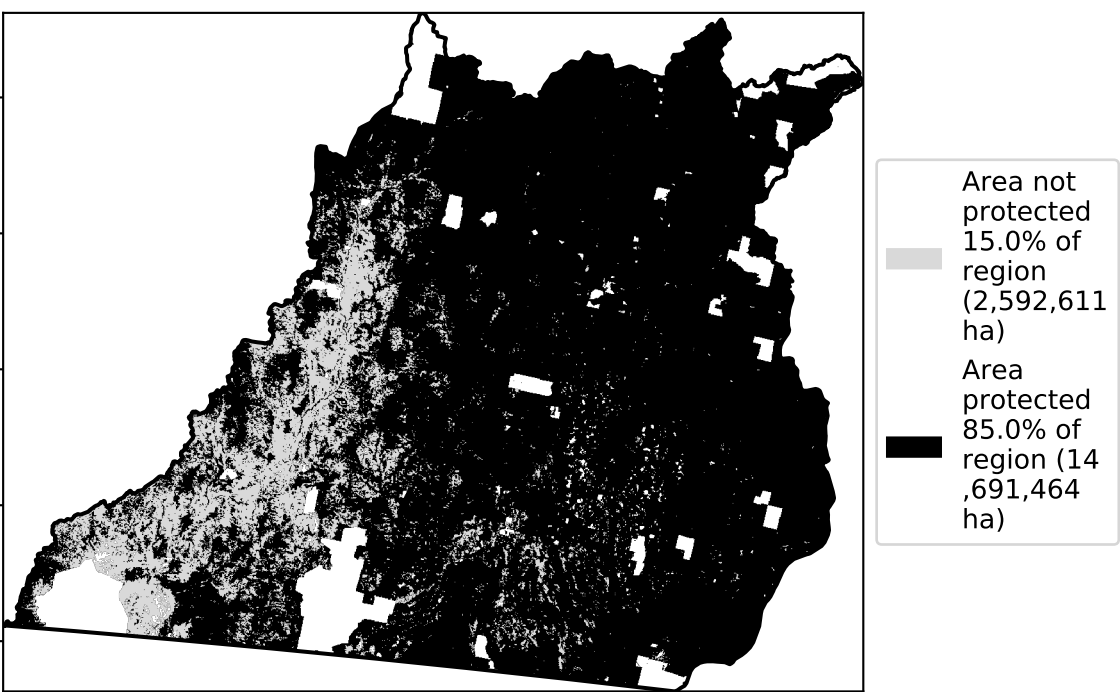 Area not
protected
15.0% of
region
(2,592,611
ha)
Area
protected
85.0% of
region (14
,691,464
ha)